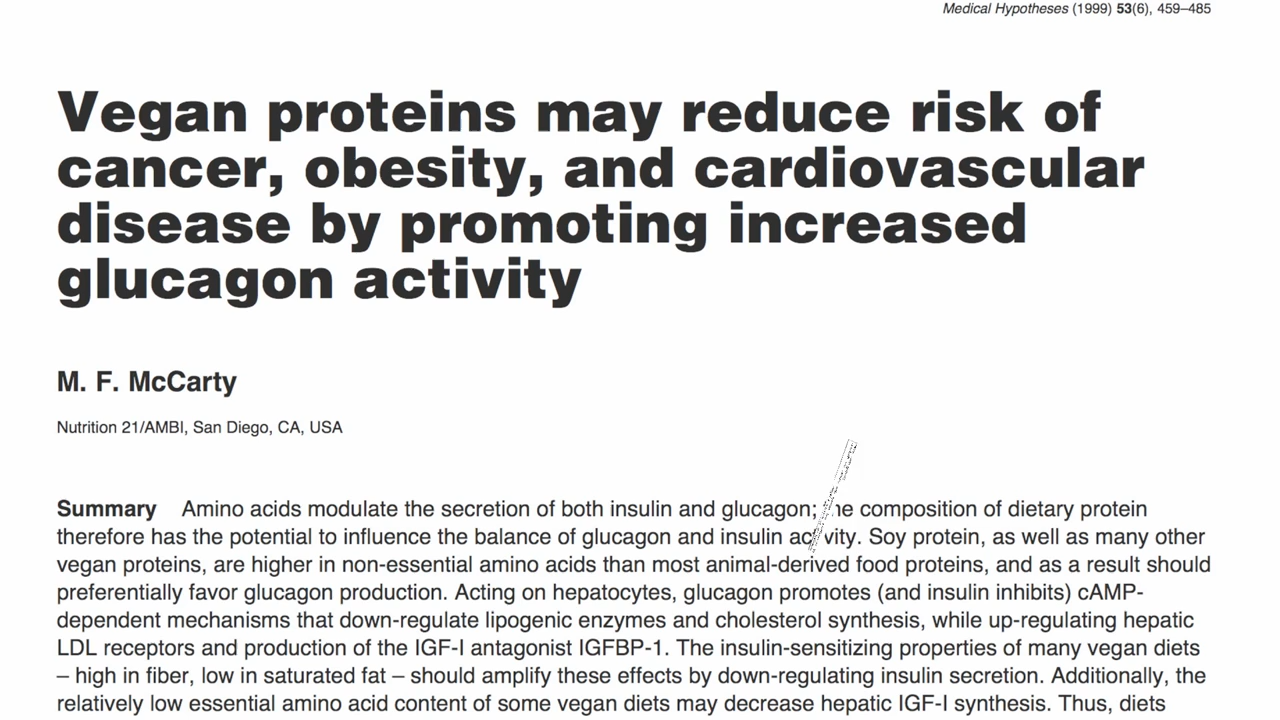 Medical Hypotheses (1999) 53(6), 459–485
Vegan proteins may reduce risk of
cancer, obesity, and cardiovascular
disease by promoting increased
glucagon activity
M. F. McCarty
Nutrition 21/AMBI, San Diego, CA, USA
Summary Amino acids modulate the secretion of both insulin and glucagon; the composition of dietary protein
therefore has the potential to influence the balance of glucagon and insulin activity. Soy protein, as well as many other
vegan proteins, are higher in non-essential amino acids than most animal-derived food proteins, and as a result should
preferentially favor glucagon production. Acting on hepatocytes, glucagon promotes (and insulin inhibits) cAMP-
dependent mechanisms that down-regulate lipogenic enzymes and cholesterol synthesis, while up-regulating hepatic
LDL receptors and production of the IGF-I antagonist IGFBP-1. The insulin-sensitizing properties of many vegan diets
– high in fiber, low in saturated fat – should amplify these effects by down-regulating insulin secretion. Additionally, the
relatively low essential amino acid content of some vegan diets may decrease hepatic IGF-I synthesis. Thus, diets